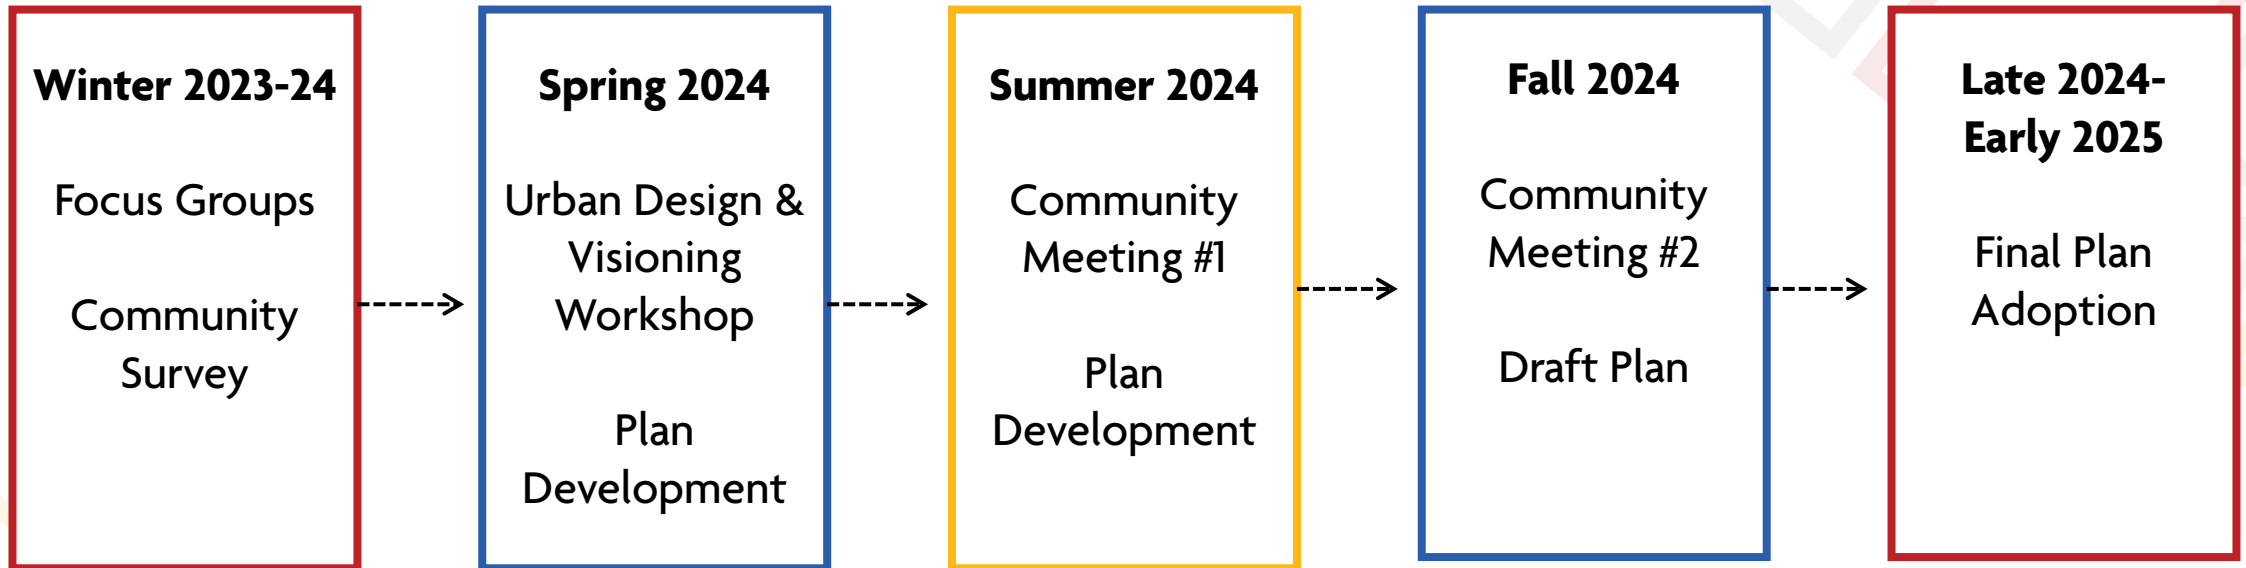 Winter 2023-24
Focus Groups
Community
Survey
Spring 2024
Urban Design &
Visioning
Workshop
Plan
Development
Summer 2024
Community
Meeting #1
Plan
Development
Fall 2024
Community
Meeting #2
Draft Plan
Late 2024-
Early 2025
Final Plan
Adoption